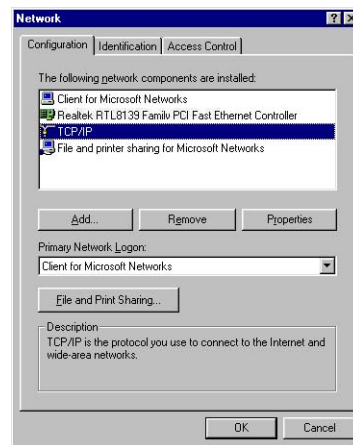 Network
Configuration Identification Access Control
The following network components are installed:
Client for Microsoft Networks
Realtek RTL8139 Family PCI Fast Ethernet Controller
TCP/IP
File and printer sharing for Microsoft Networks
Add... Remove Properties
Primary Network Logon:
Client for Microsoft Networks
File and Print Sharing...
Description
TCP/IP is the protocol you use to connect to the Internet and
wide-area networks.
OK Cancel